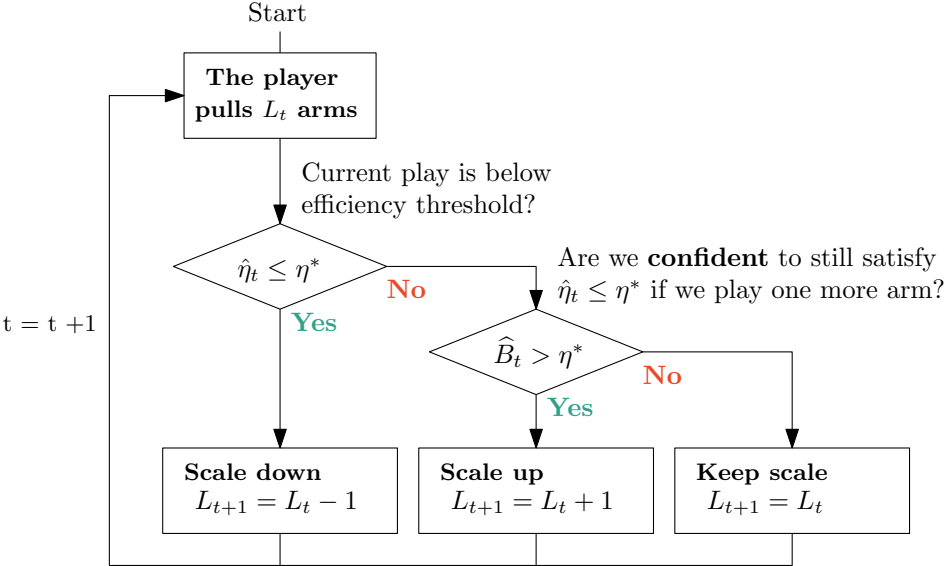 Start
The player
pulls L_t arms
Current play is below
efficiency threshold?
η̂_t ≤ η*
No
Yes
Are we confident to still satisfy
η̂_t ≤ η* if we play one more arm?
B̂_t > η*
No
Yes
t = t +1
Scale down
L_{t+1} = L_t − 1
Scale up
L_{t+1} = L_t + 1
Keep scale
L_{t+1} = L_t